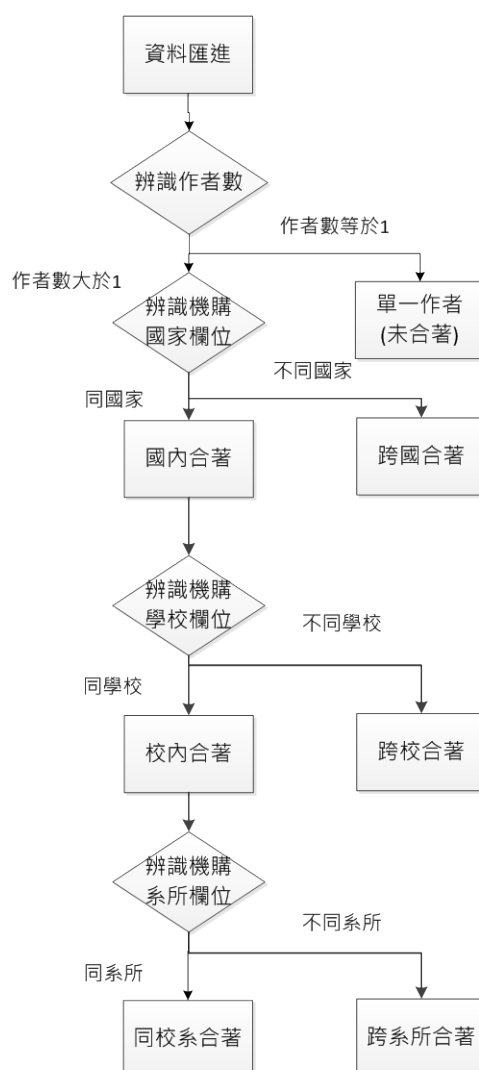 資料匯進
辨識作者數
作者數等於1
作者數大於1
辨識機購
國家欄位
單一作者
(未合著)
不同國家
同國家
國內合著
跨國合著
辨識機購
學校欄位
不同學校
同學校
校內合著
跨校合著
辨識機購
系所欄位
不同系所
同系所
同校系合著
跨系所合著